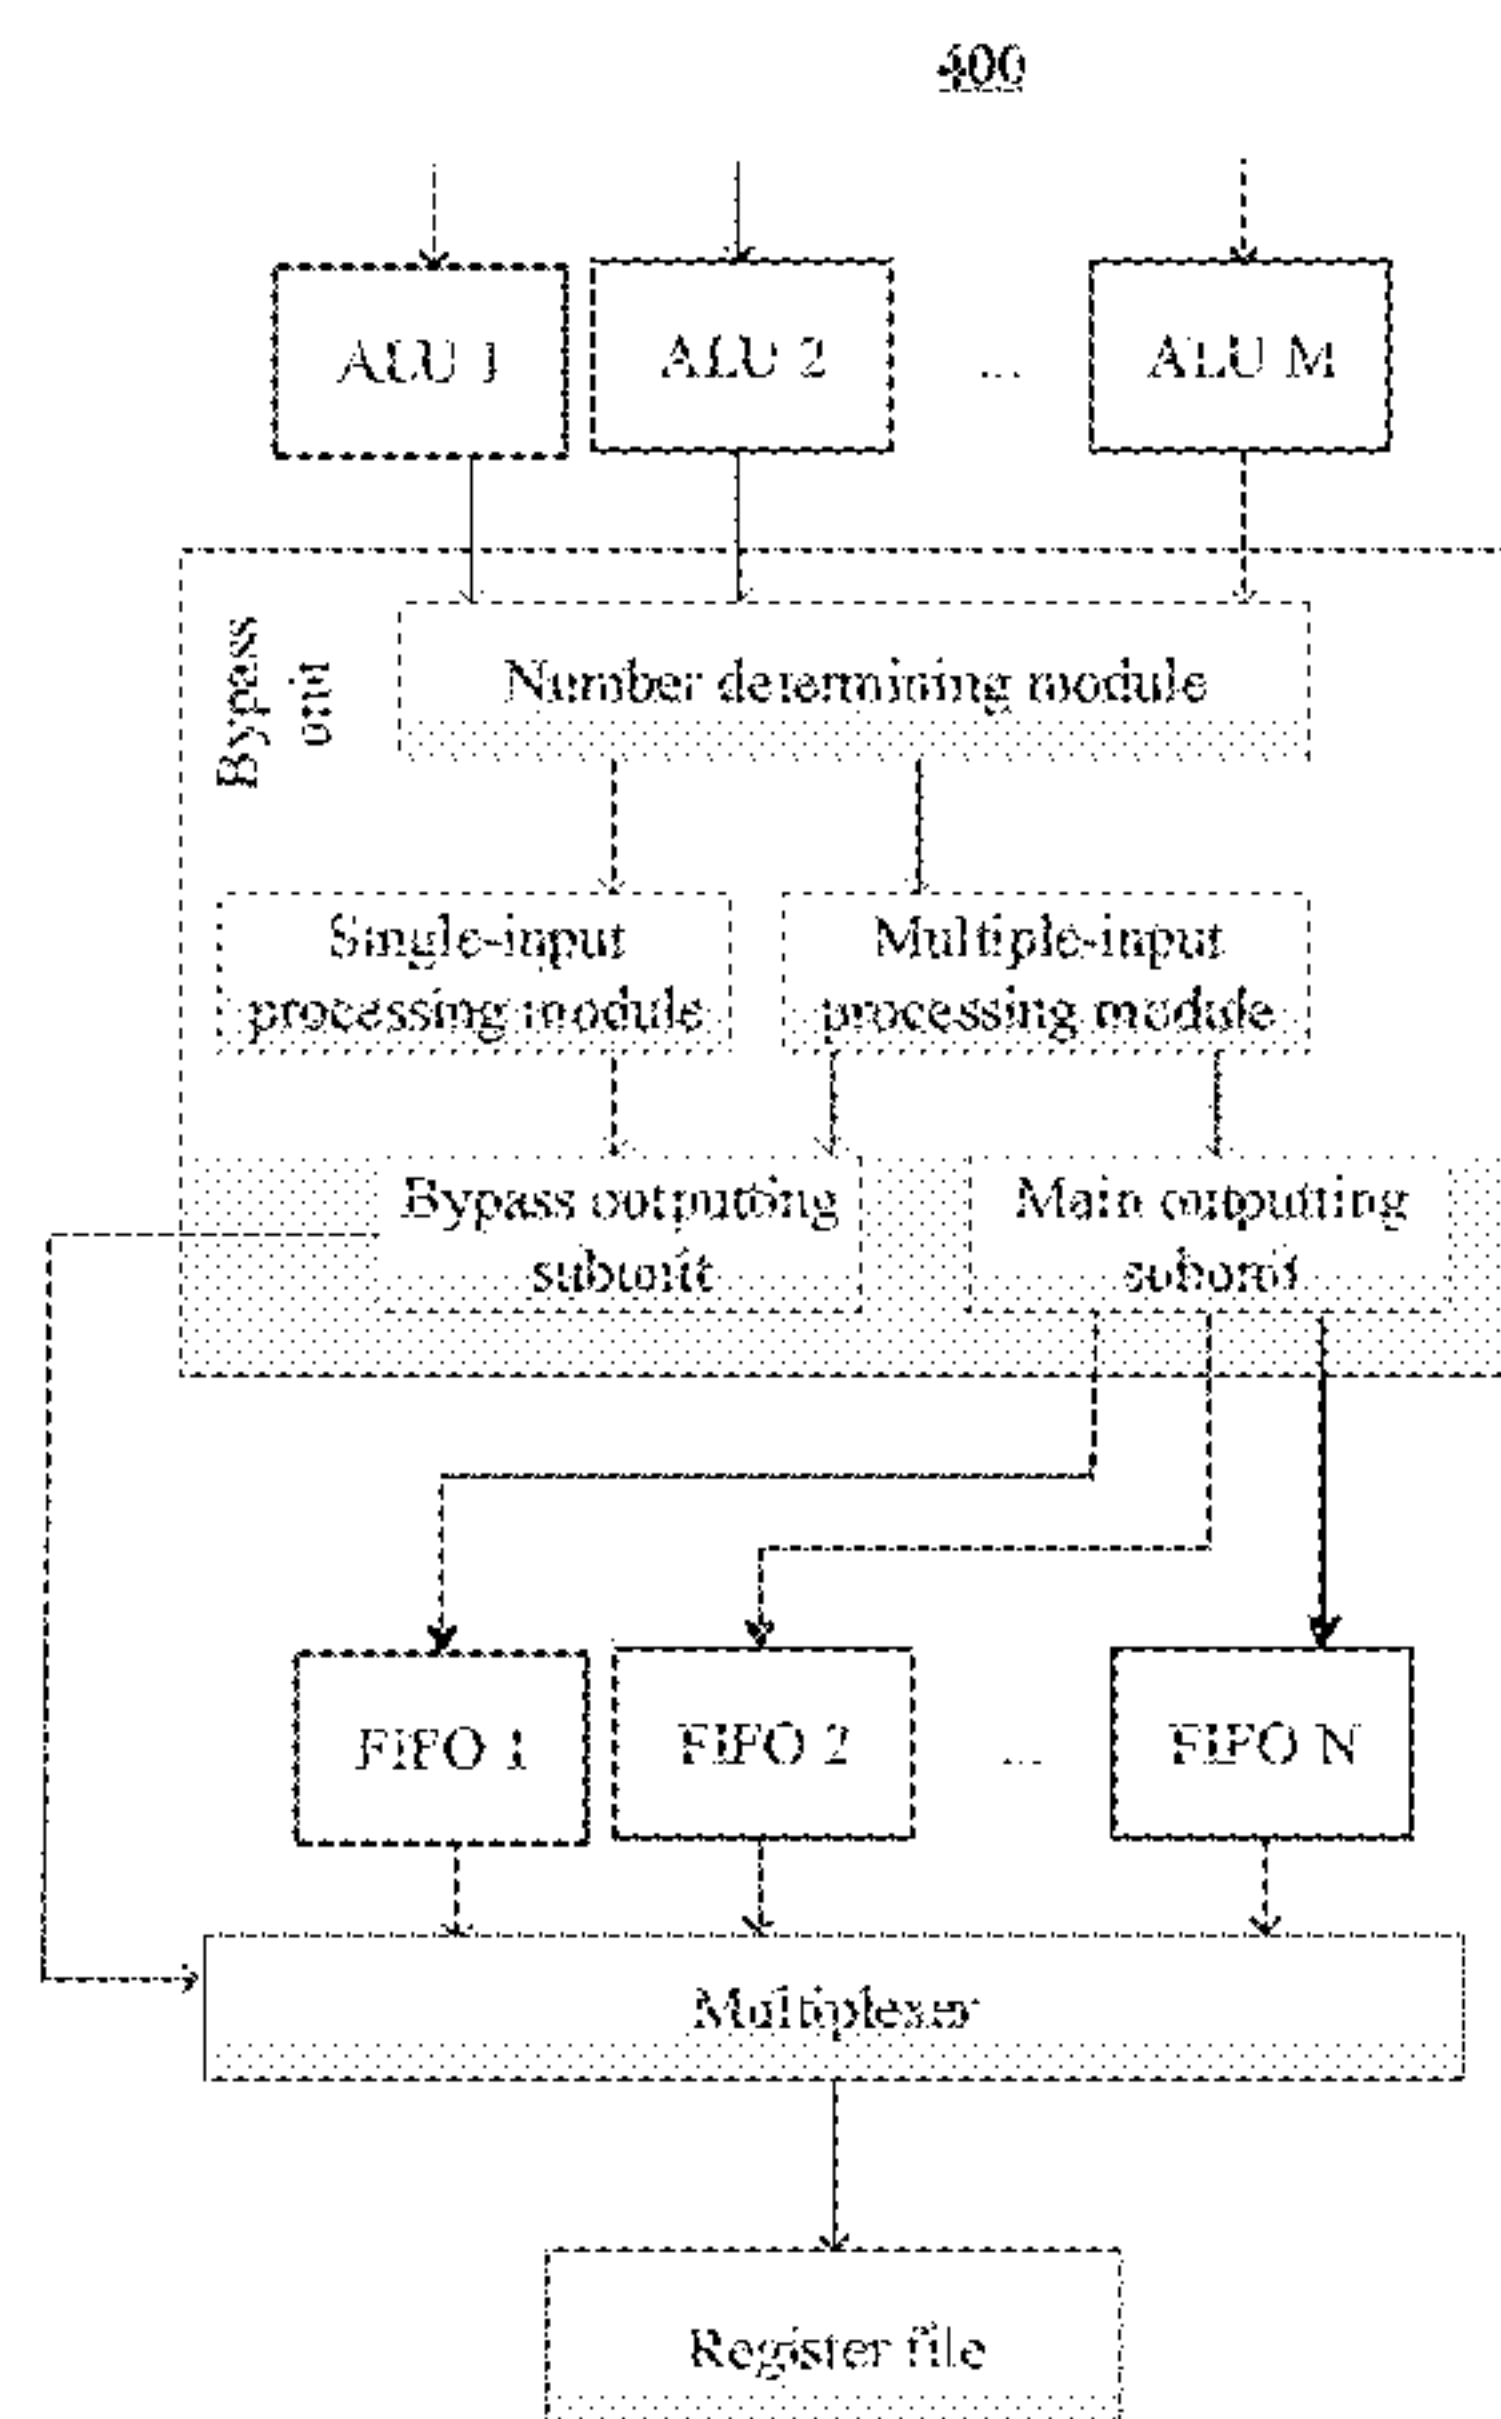 400
ALU 1
ALU 2
...
ALU M
Bypass
unit
Number determining module
Single-input
processing module
Multiple-input
processing module
Bypass outputting
subunit
Main outputting
subunit
FIFO 1
FIFO 2
...
FIFO N
Multiplexer
Register file